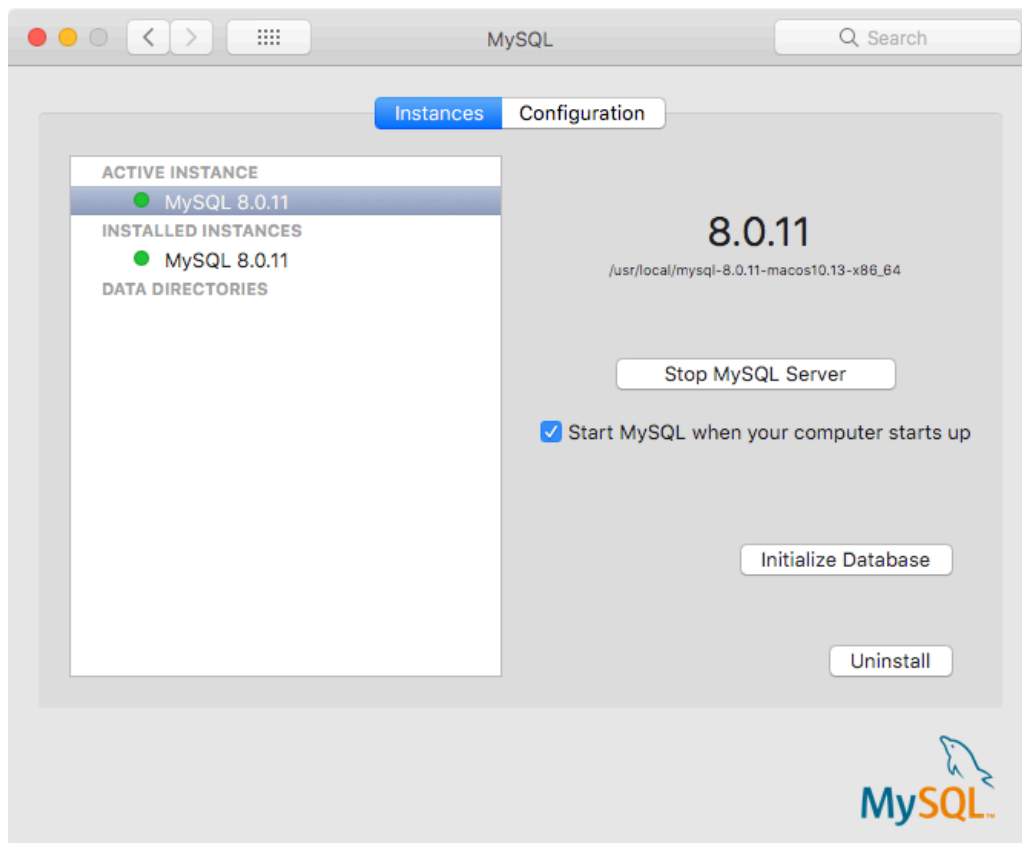 MySQL
Search
Instances
Configuration
ACTIVE INSTANCE
MySQL 8.0.11
INSTALLED INSTANCES
MySQL 8.0.11
DATA DIRECTORIES
8.0.11
/usr/local/mysql-8.0.11-macos10.13-x86_64
Stop MySQL Server
Start MySQL when your computer starts up
Initialize Database
Uninstall
MySQL™